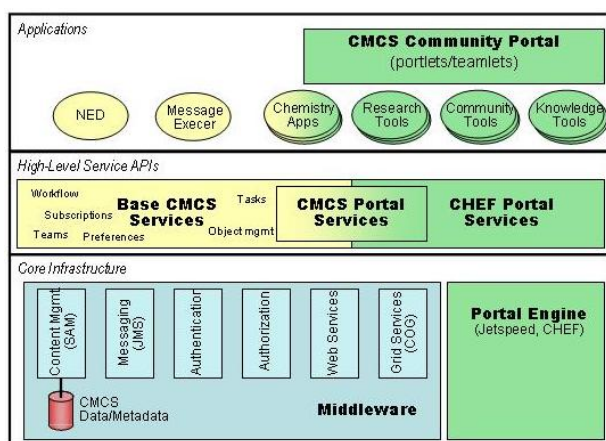 Applications
CMCS Community Portal
(portlets/teamlets)
NED
Message
Execer
Chemistry
Apps
Research
Tools
Community
Tools
Knowledge
Tools
High-Level Service APIs
Workflow
Subscriptions
Teams
Preferences
Base CMCS
Services
Tasks
Object mgmt
CMCS Portal
Services
CHEF Portal
Services
Core Infrastructure
Content Mgmt
(SAM)
Messaging
(JMS)
Authentication
Authorization
Web Services
Grid Services
(COG)
CMCS
Data/Metadata
Middleware
Portal Engine
(Jetspeed, CHEF)